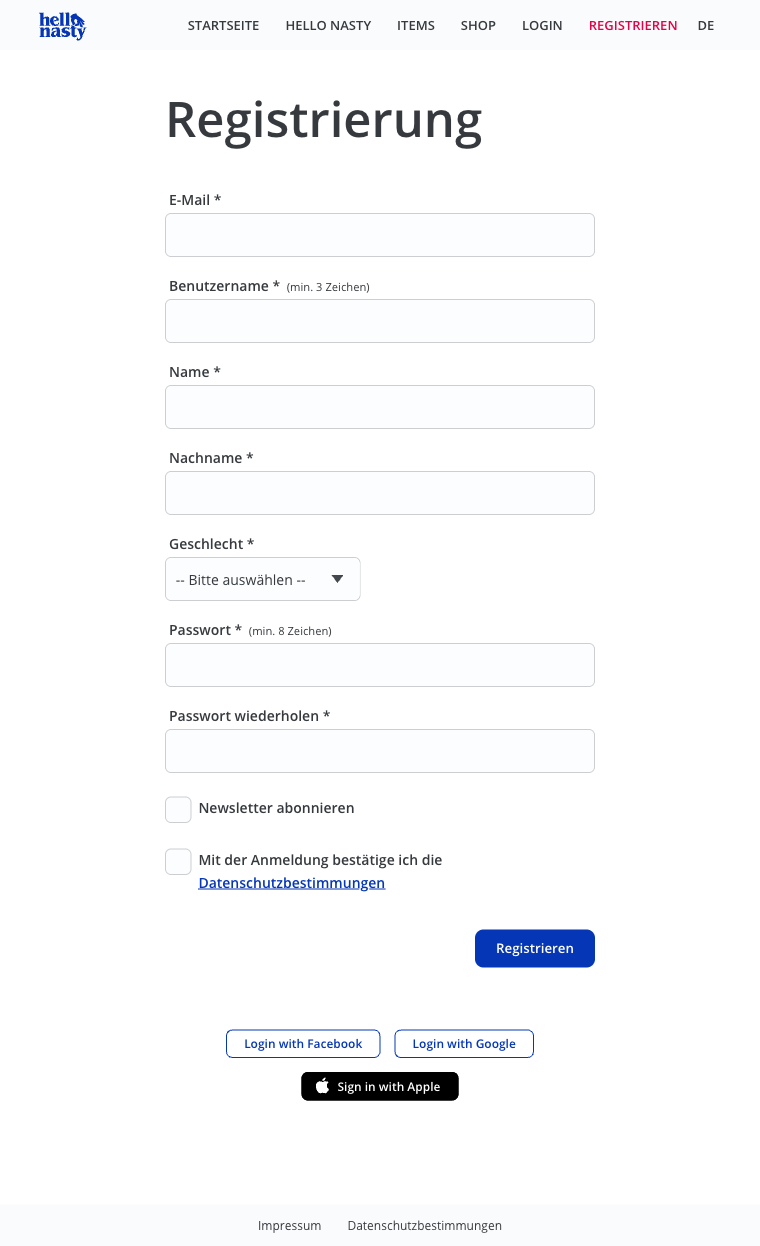 hello
nasty
STARTSEITE HELLO NASTY ITEMS SHOP LOGIN REGISTRIEREN DE
Registrierung
E-Mail *
Benutzername * (min. 3 Zeichen)
Name *
Nachname *
Geschlecht *
-- Bitte auswählen --
Passwort * (min. 8 Zeichen)
Passwort wiederholen *
Newsletter abonnieren
Mit der Anmeldung bestätige ich die
Datenschutzbestimmungen
Registrieren
Login with Facebook Login with Google
Sign in with Apple
Impressum Datenschutzbestimmungen